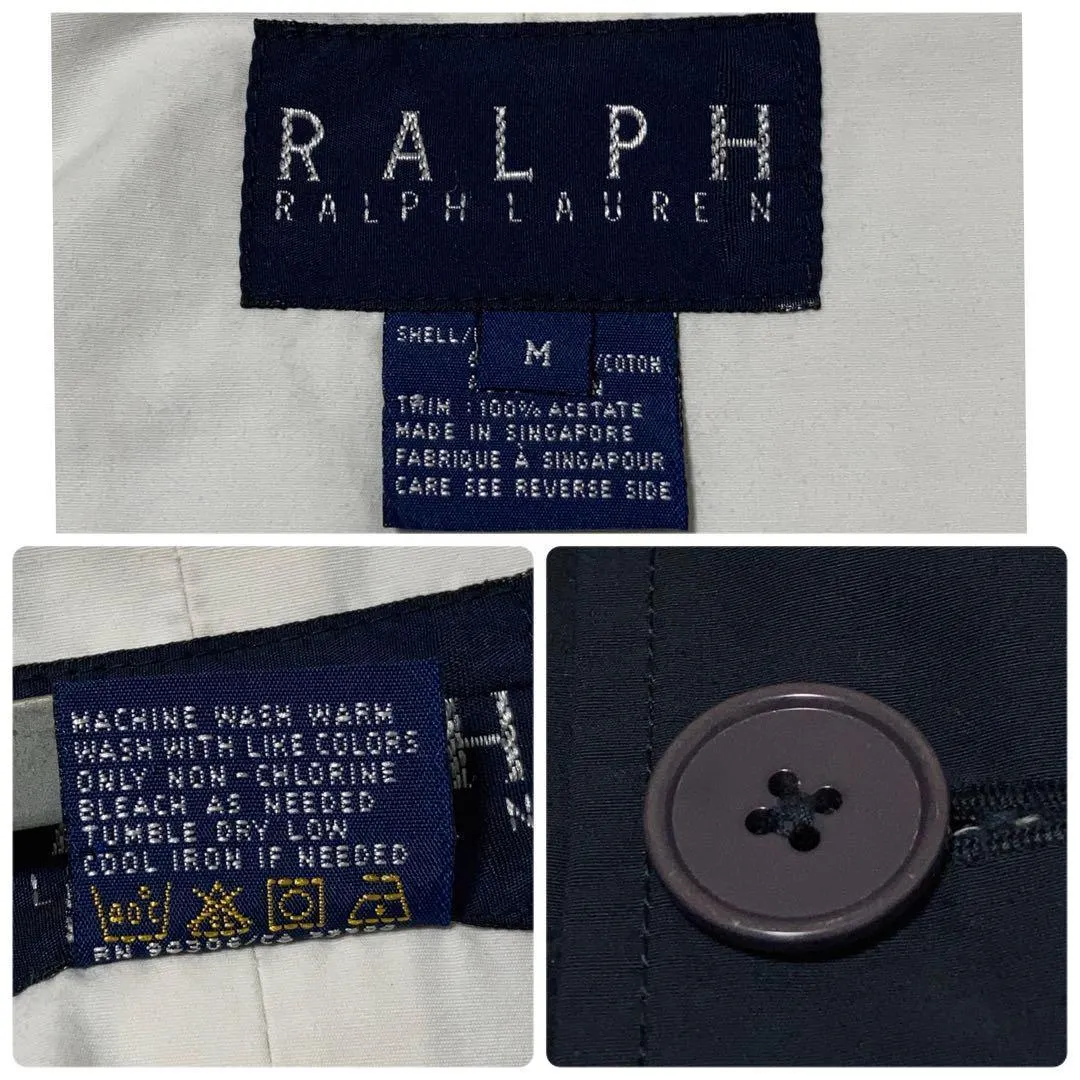 RALPH
RALPH LAUREN
M
SHELL/
/COTON
TRIM : 100% ACETATE
MADE IN SINGAPORE
FABRIQUE À SINGAPOUR
CARE SEE REVERSE SIDE
MACHINE WASH WARM
WASH WITH LIKE COLORS
ONLY NON-CHLORINE
BLEACH AS NEEDED
TUMBLE DRY LOW
COOL IRON IF NEEDED
40°C
RN